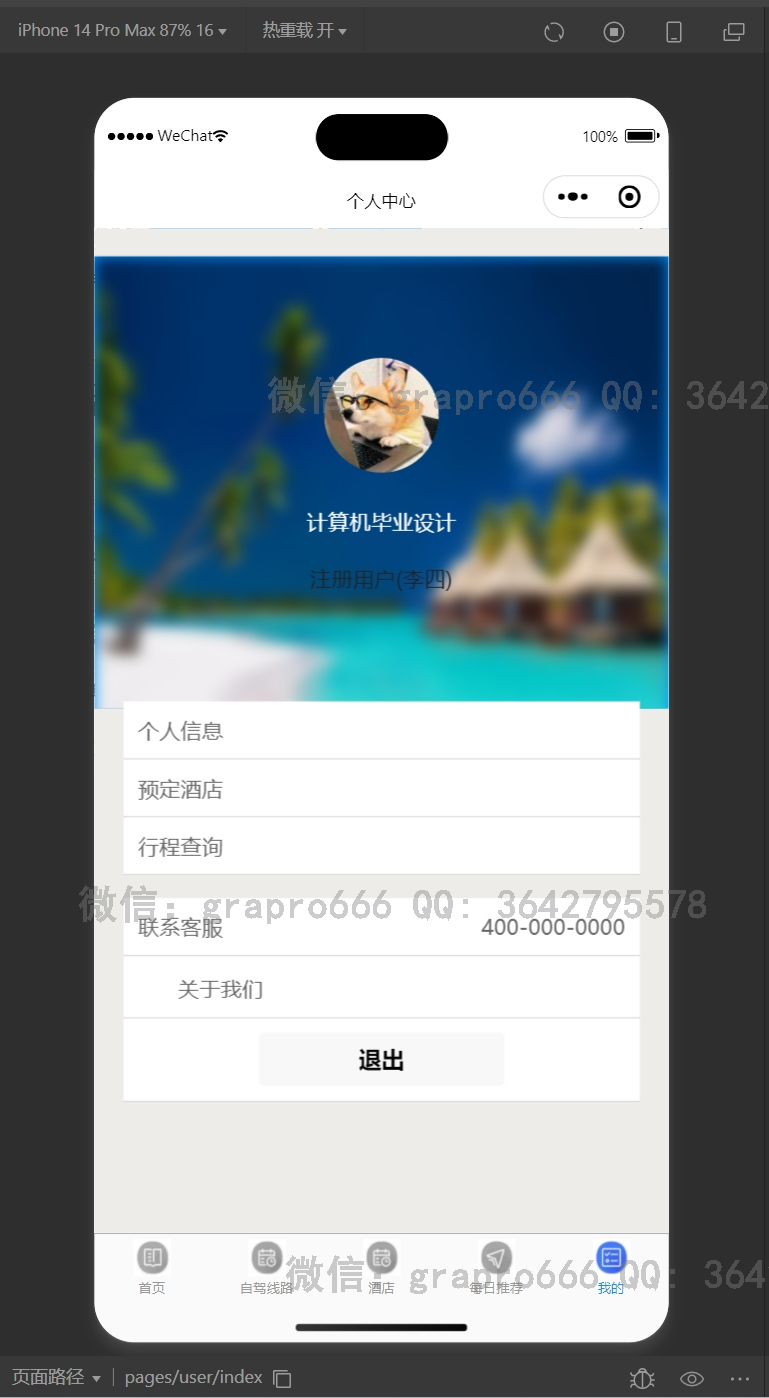 iPhone 14 Pro Max 87% 16 热重载 开
WeChat 100%
个人中心
微信：grapro666 QQ: 3642
计算机毕业设计
注册用户(李四)
个人信息
预定酒店
行程查询
微信：grapro666 QQ: 3642795578
联系客服 400-000-0000
关于我们
退出
微信：grapro666 QQ: 364
首页 自驾线路 酒店 每日推荐 我的
页面路径 pages/user/index